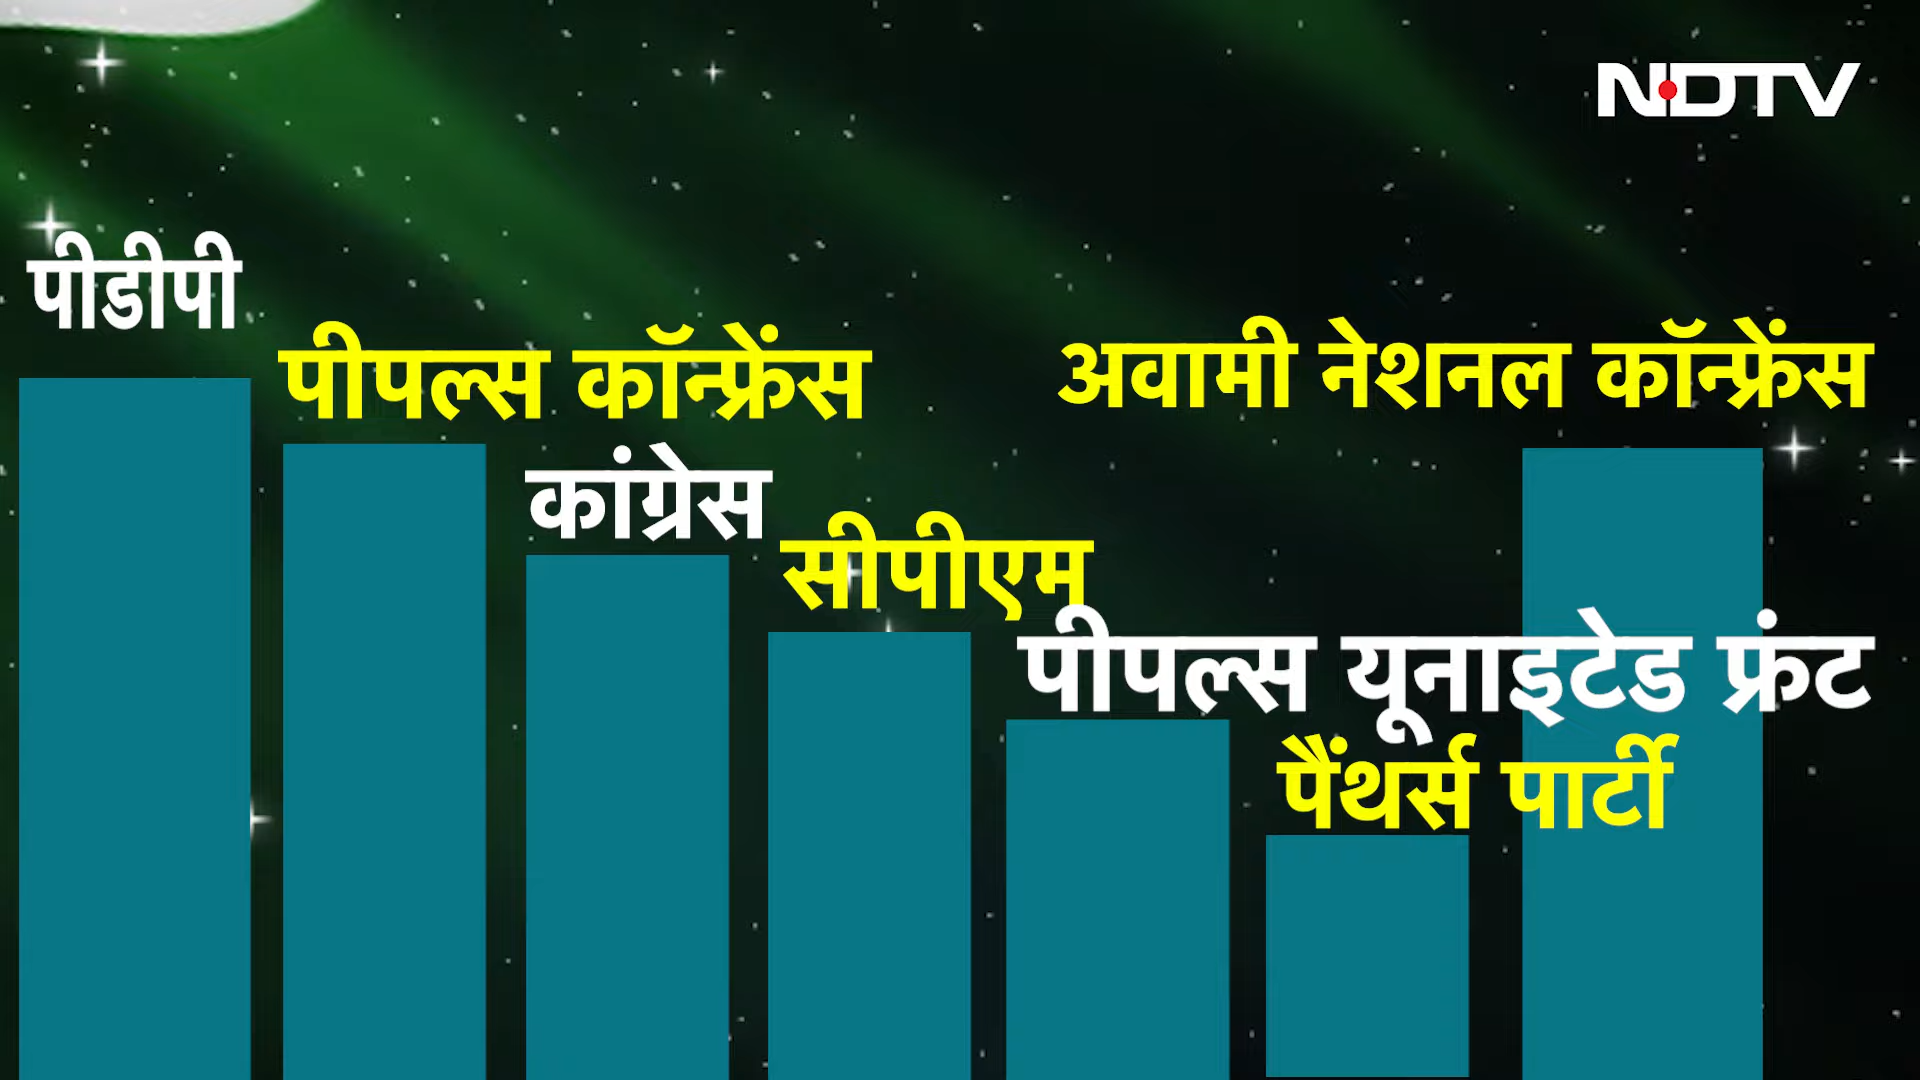 NDTV
पीडीपी
पीपल्स कॉन्फ्रेंस
अवामी नेशनल कॉन्फ्रेंस
कांग्रेस
सीपीएम
पीपल्स यूनाइटेड फ्रंट
पैंथर्स पार्टी